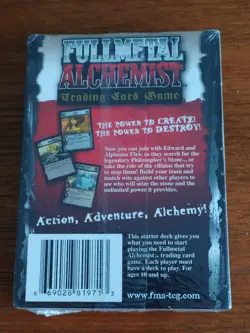 FULLMETAL
ALCHEMIST
Trading Card Game
THE POWER TO CREATE!
THE POWER TO DESTROY!
Now you can join with Edward and
Alphonse Elric as they search for the
legendary Philosopher's Stone... or
take the role of the villains that try
to stop them! Build your team and
match wits against other players to
see who will seize the stone and the
unlimited power it provides.
Action, Adventure, Alchemy!
This starter deck gives you
what you need to start playing
the Fullmetal
Alchemist™ trading card
game. Each player must
have a deck to play. For
ages 10 and up.
6 69028 81971 3
www.fma-tcg.com